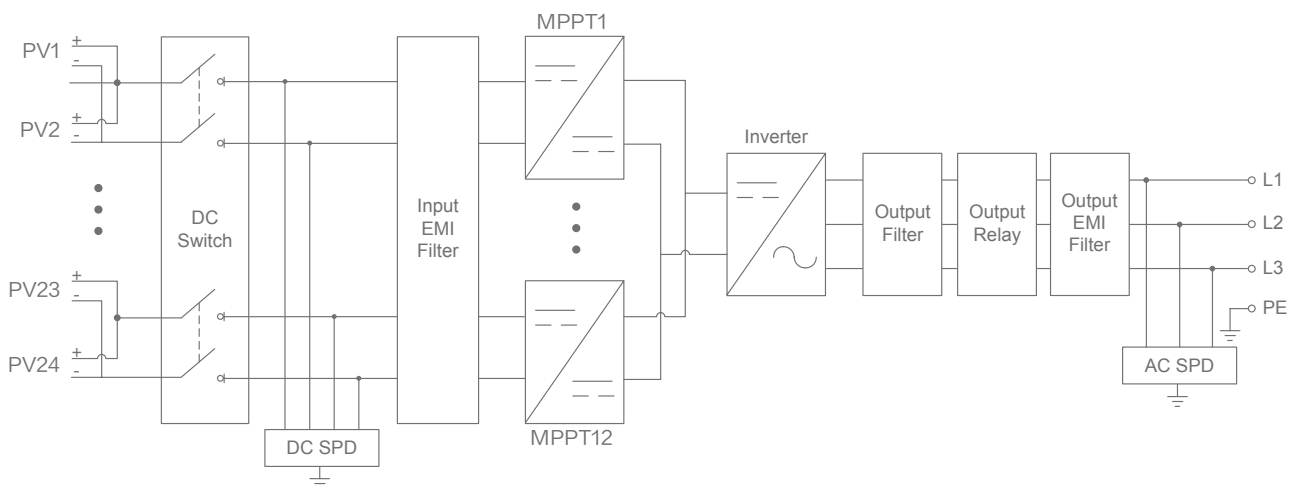 MPPT1
PV1
+
-
PV2
+
-
DC
Switch
Input
EMI
Filter
Inverter
Output
Filter
Output
Relay
Output
EMI
Filter
L1
L2
L3
PE
PV23
+
-
PV24
+
-
AC SPD
MPPT12
DC SPD